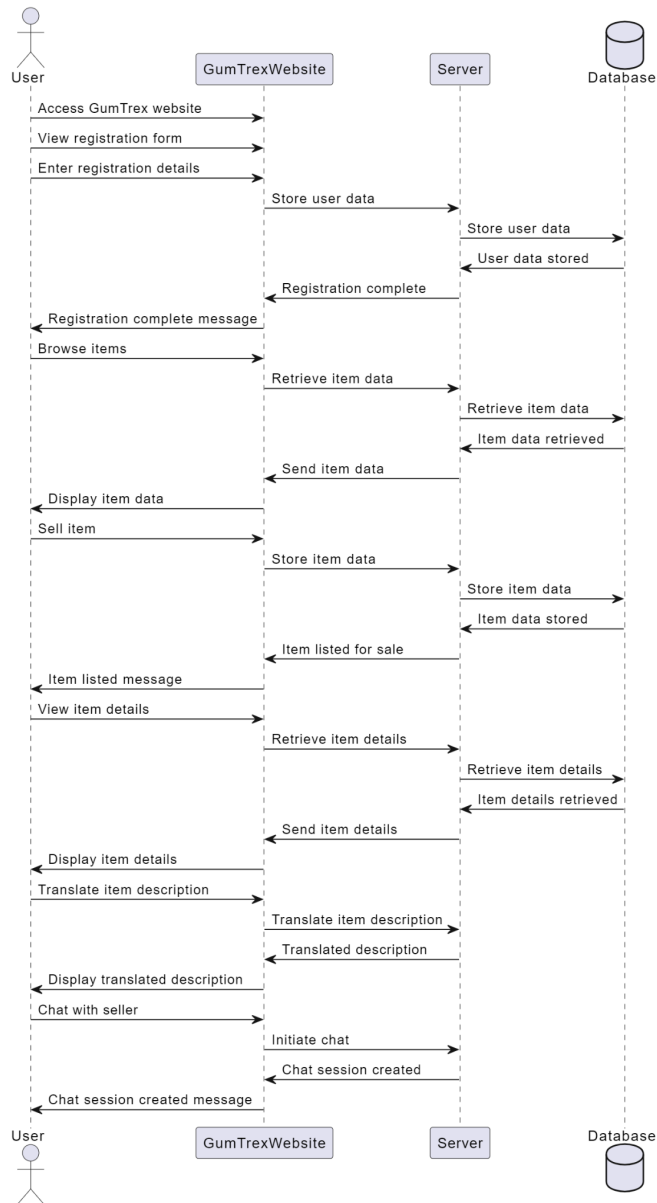 User
GumTrexWebsite
Server
Database
Access GumTrex website
View registration form
Enter registration details
Store user data
Store user data
User data stored
Registration complete
Registration complete message
Browse items
Retrieve item data
Retrieve item data
Item data retrieved
Send item data
Display item data
Sell item
Store item data
Store item data
Item data stored
Item listed for sale
Item listed message
View item details
Retrieve item details
Retrieve item details
Item details retrieved
Send item details
Display item details
Translate item description
Translate item description
Translated description
Display translated description
Chat with seller
Initiate chat
Chat session created
Chat session created message
User
GumTrexWebsite
Server
Database